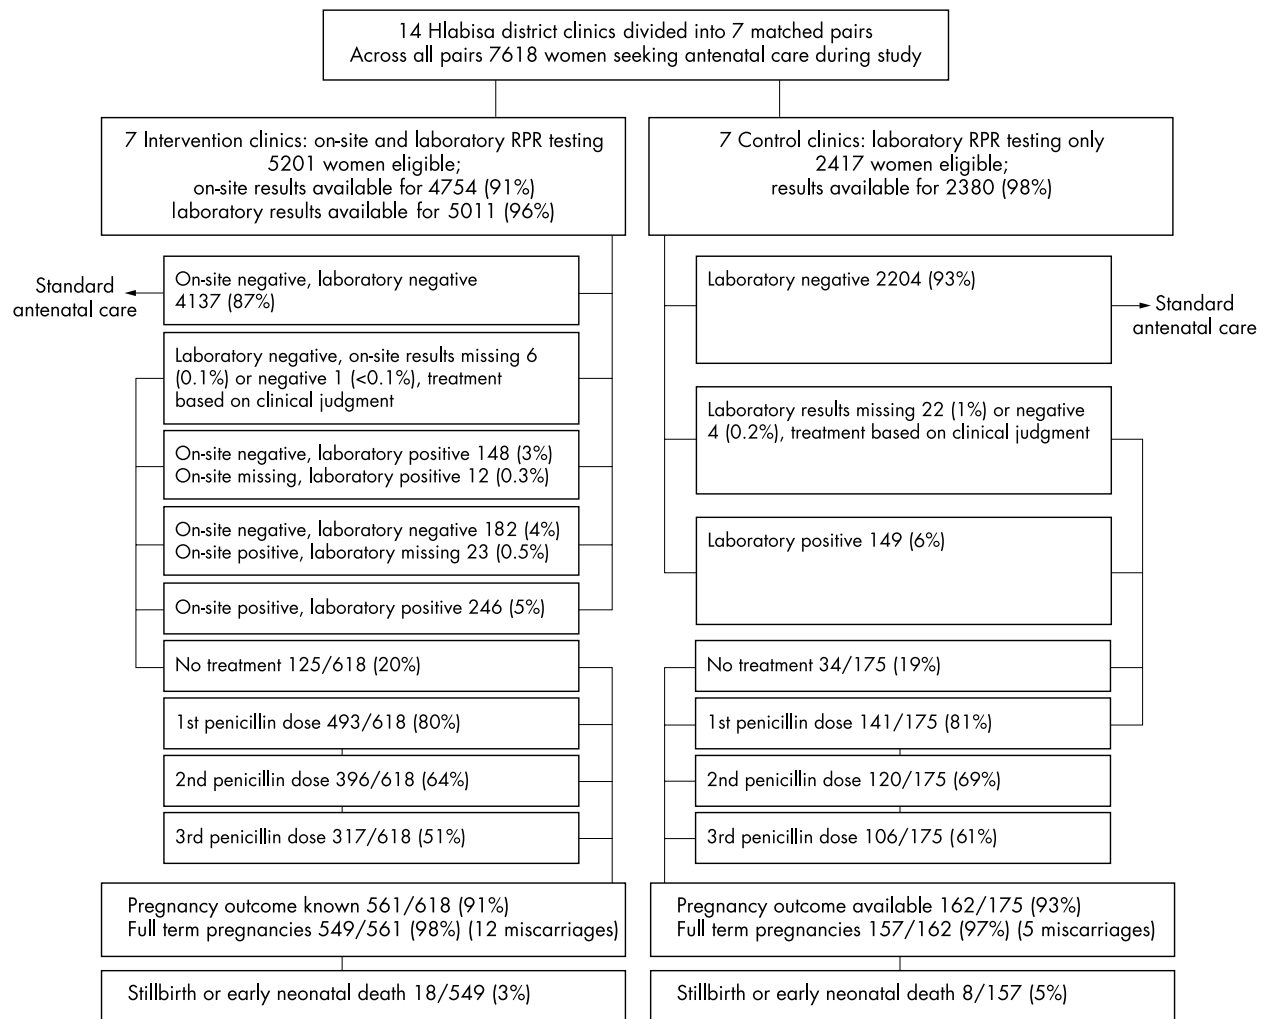 14 Hlabisa district clinics divided into 7 matched pairs
Across all pairs 7618 women seeking antenatal care during study
7 Intervention clinics: on-site and laboratory RPR testing
5201 women eligible;
on-site results available for 4754 (91%)
laboratory results available for 5011 (96%)
7 Control clinics: laboratory RPR testing only
2417 women eligible;
results available for 2380 (98%)
Standard
antenatal care
On-site negative, laboratory negative
4137 (87%)
Laboratory negative, on-site results missing 6
(0.1%) or negative 1 (<0.1%), treatment
based on clinical judgment
On-site negative, laboratory positive 148 (3%)
On-site missing, laboratory positive 12 (0.3%)
On-site negative, laboratory negative 182 (4%)
On-site positive, laboratory missing 23 (0.5%)
On-site positive, laboratory positive 246 (5%)
No treatment 125/618 (20%)
1st penicillin dose 493/618 (80%)
2nd penicillin dose 396/618 (64%)
3rd penicillin dose 317/618 (51%)
Pregnancy outcome known 561/618 (91%)
Full term pregnancies 549/561 (98%) (12 miscarriages)
Stillbirth or early neonatal death 18/549 (3%)
Laboratory negative 2204 (93%)
Standard
antenatal care
Laboratory results missing 22 (1%) or negative
4 (0.2%), treatment based on clinical judgment
Laboratory positive 149 (6%)
No treatment 34/175 (19%)
1st penicillin dose 141/175 (81%)
2nd penicillin dose 120/175 (69%)
3rd penicillin dose 106/175 (61%)
Pregnancy outcome available 162/175 (93%)
Full term pregnancies 157/162 (97%) (5 miscarriages)
Stillbirth or early neonatal death 8/157 (5%)